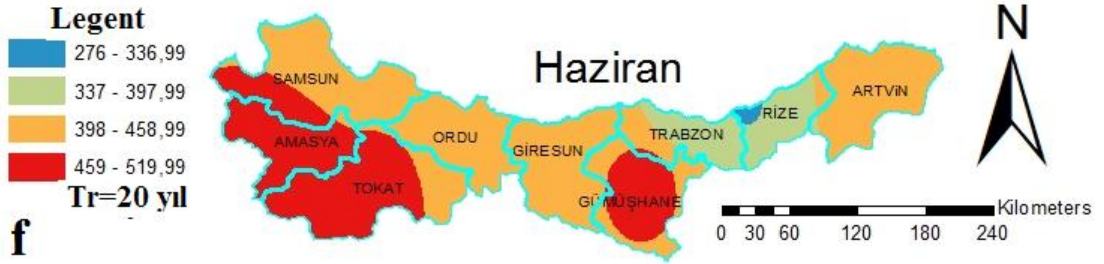 Legent
276 - 336,99
337 - 397,99
398 - 458,99
459 - 519,99
Tr=20 yıl
f
Haziran
SAMSUN
AMASYA
TOKAT
ORDU
GİRESUN
GÜMÜŞHANE
TRABZON
RİZE
ARTVİN
N
Kilometers
0 30 60 120 180 240